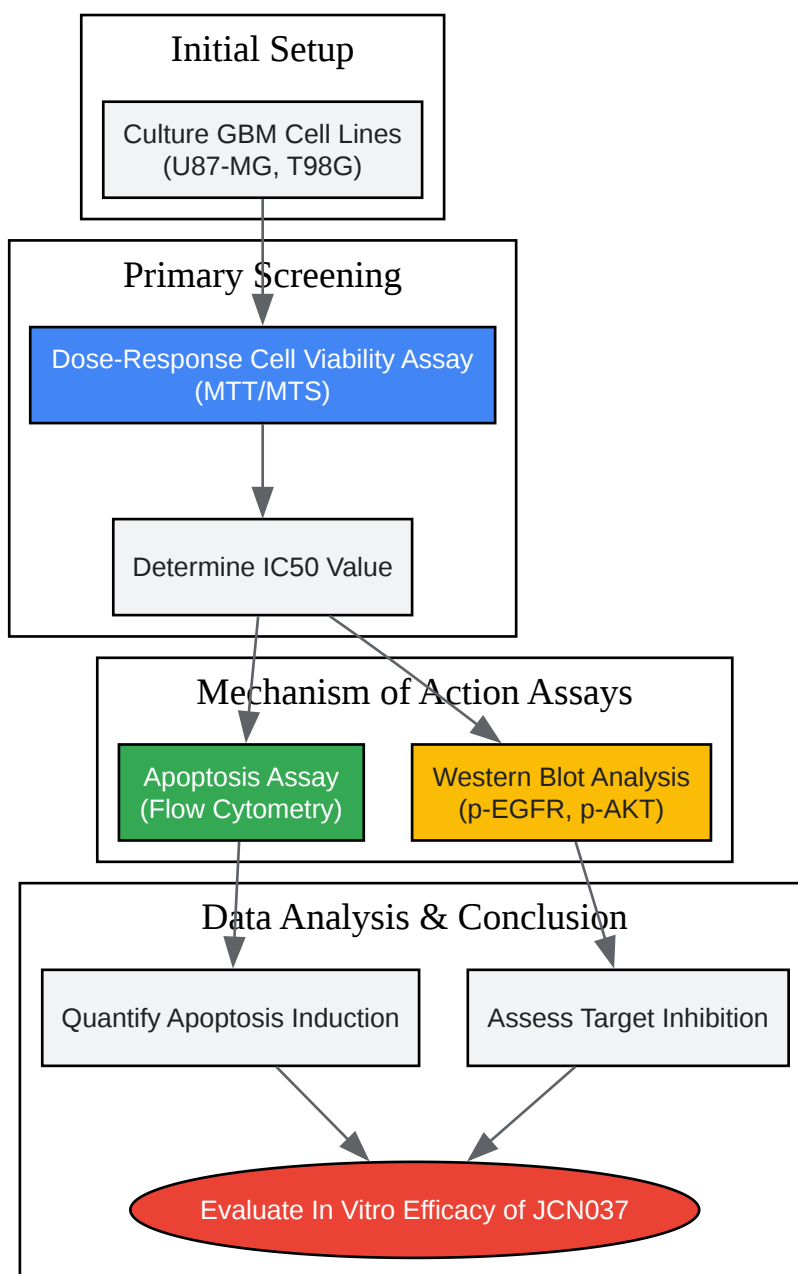 Initial Setup
Culture GBM Cell Lines
(U87-MG, T98G)
Primary Screening
Dose-Response Cell Viability Assay
(MTT/MTS)
Determine IC50 Value
Mechanism of Action Assays
Apoptosis Assay
(Flow Cytometry)
Western Blot Analysis
(p-EGFR, p-AKT)
Data Analysis & Conclusion
Quantify Apoptosis Induction
Assess Target Inhibition
Evaluate In Vitro Efficacy of JCN037